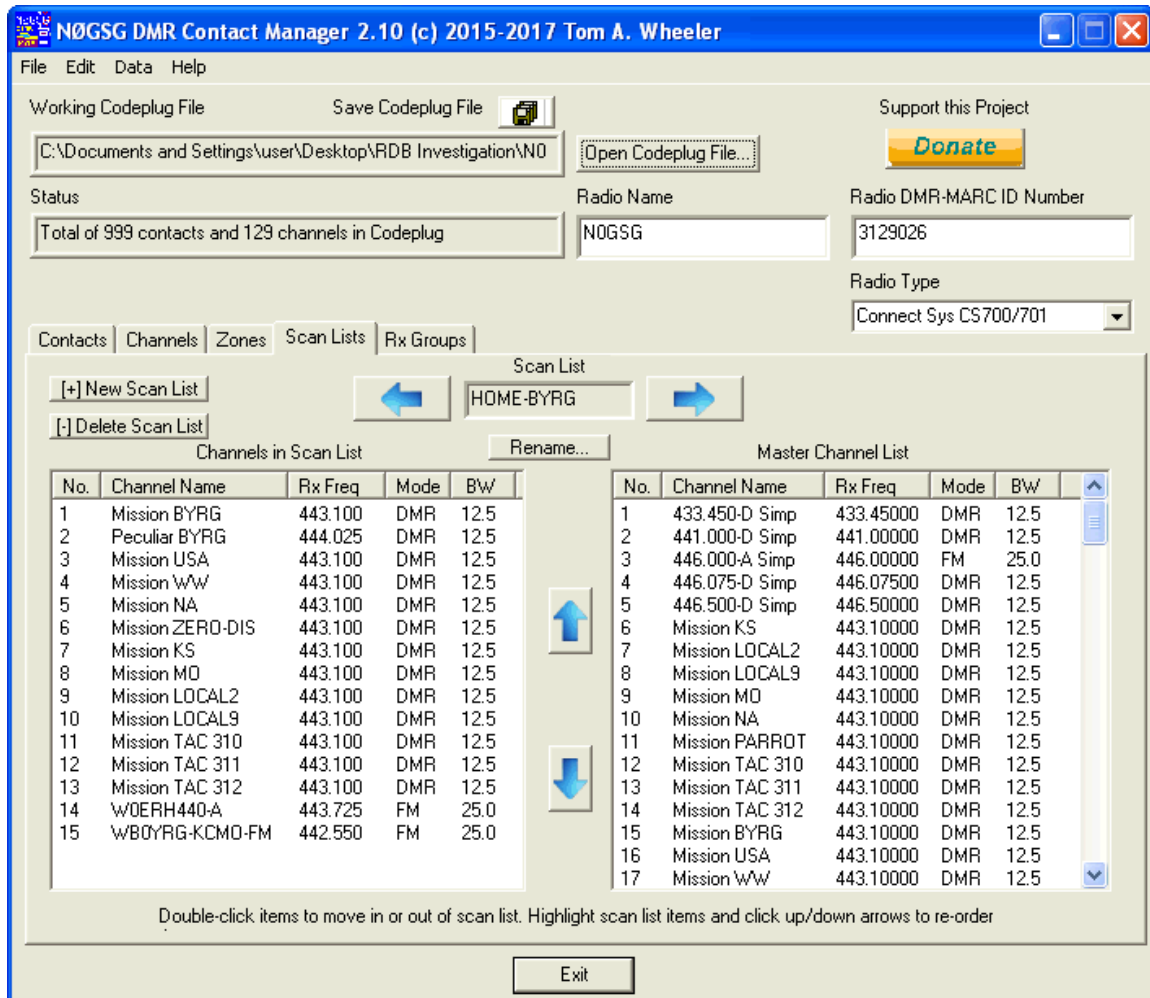 NØGSG DMR Contact Manager 2.10 (c) 2015-2017 Tom A. Wheeler
File Edit Data Help
Working Codeplug File Save Codeplug File Support this Project
C:\Documents and Settings\user\Desktop\RDB Investigation\N0 Open Codeplug File... Donate
Status Radio Name Radio DMR-MARC ID Number
Total of 999 contacts and 129 channels in Codeplug N0GSG 3129026
Radio Type
Connect Sys CS700/701
Contacts Channels Zones Scan Lists Rx Groups
Scan List
[+] New Scan List HOME-BYRG
[-] Delete Scan List
Rename...
Channels in Scan List
No. Channel Name Rx Freq Mode BW
1 Mission BYRG 443.100 DMR 12.5
2 Peculiar BYRG 444.025 DMR 12.5
3 Mission USA 443.100 DMR 12.5
4 Mission WW 443.100 DMR 12.5
5 Mission NA 443.100 DMR 12.5
6 Mission ZERO-DIS 443.100 DMR 12.5
7 Mission KS 443.100 DMR 12.5
8 Mission MO 443.100 DMR 12.5
9 Mission LOCAL2 443.100 DMR 12.5
10 Mission LOCAL9 443.100 DMR 12.5
11 Mission TAC 310 443.100 DMR 12.5
12 Mission TAC 311 443.100 DMR 12.5
13 Mission TAC 312 443.100 DMR 12.5
14 W0ERH440-A 443.725 FM 25.0
15 WB0YRG-KCMO-FM 442.550 FM 25.0
Master Channel List
No. Channel Name Rx Freq Mode BW
1 433.450-D Simp 433.45000 DMR 12.5
2 441.000-D Simp 441.00000 DMR 12.5
3 446.000-A Simp 446.00000 FM 25.0
4 446.075-D Simp 446.07500 DMR 12.5
5 446.500-D Simp 446.50000 DMR 12.5
6 Mission KS 443.10000 DMR 12.5
7 Mission LOCAL2 443.10000 DMR 12.5
8 Mission LOCAL9 443.10000 DMR 12.5
9 Mission MO 443.10000 DMR 12.5
10 Mission NA 443.10000 DMR 12.5
11 Mission PARROT 443.10000 DMR 12.5
12 Mission TAC 310 443.10000 DMR 12.5
13 Mission TAC 311 443.10000 DMR 12.5
14 Mission TAC 312 443.10000 DMR 12.5
15 Mission BYRG 443.10000 DMR 12.5
16 Mission USA 443.10000 DMR 12.5
17 Mission WW 443.10000 DMR 12.5
Double-click items to move in or out of scan list. Highlight scan list items and click up/down arrows to re-order
Exit